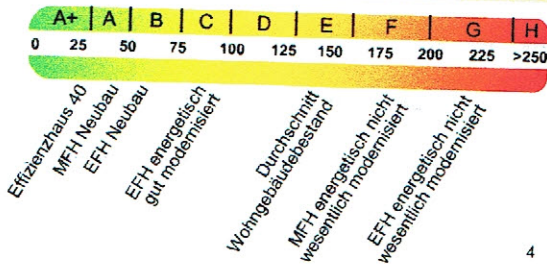 A+ A B C D E F G H
0 25 50 75 100 125 150 175 200 225 >250
Effizienzhaus 40
MFH Neubau
EFH Neubau
EFH energetisch
gut modernisiert
Durchschnitt
Wohngebäudebestand
MFH energetisch nicht
wesentlich modernisiert
EFH energetisch nicht
wesentlich modernisiert
4